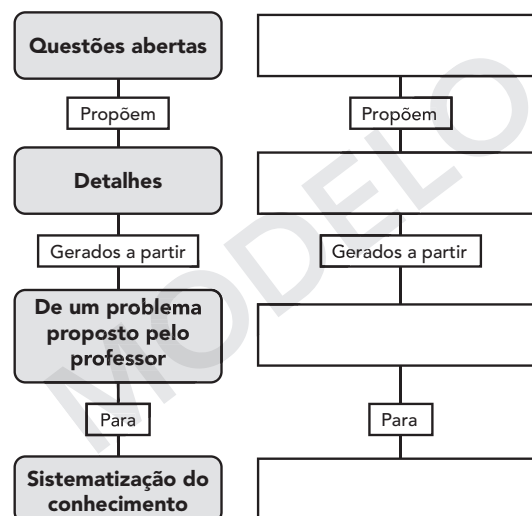 Questões abertas
Propõem
Propõem
Detalhes
Gerados a partir
Gerados a partir
De um problema
proposto pelo
professor
Para
Para
Sistematização do
conhecimento
MODELO